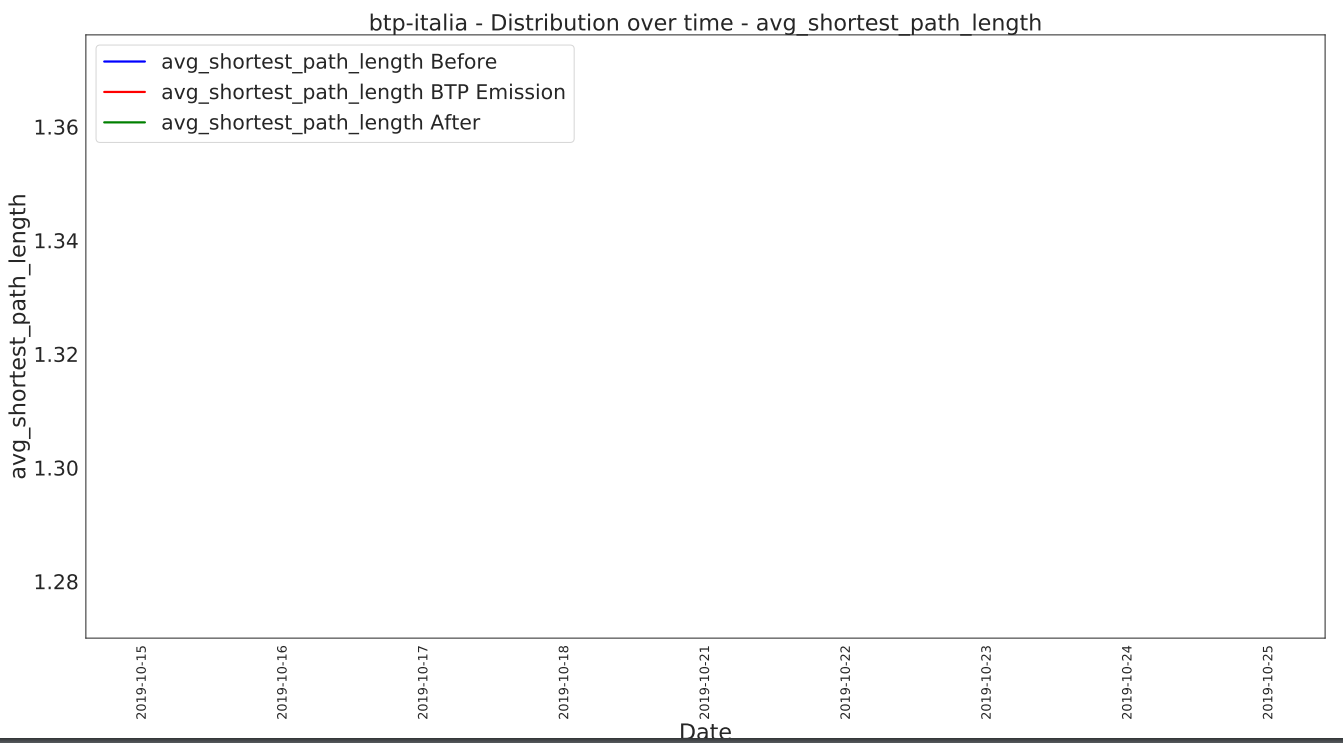 btp-italia - Distribution over time - avg_shortest_path_length
avg_shortest_path_length Before
avg_shortest_path_length BTP Emission
avg_shortest_path_length After
avg_shortest_path_length
1.36
1.34
1.32
1.30
1.28
2019-10-15
2019-10-16
2019-10-17
2019-10-18
2019-10-21
2019-10-22
2019-10-23
2019-10-24
2019-10-25
Date